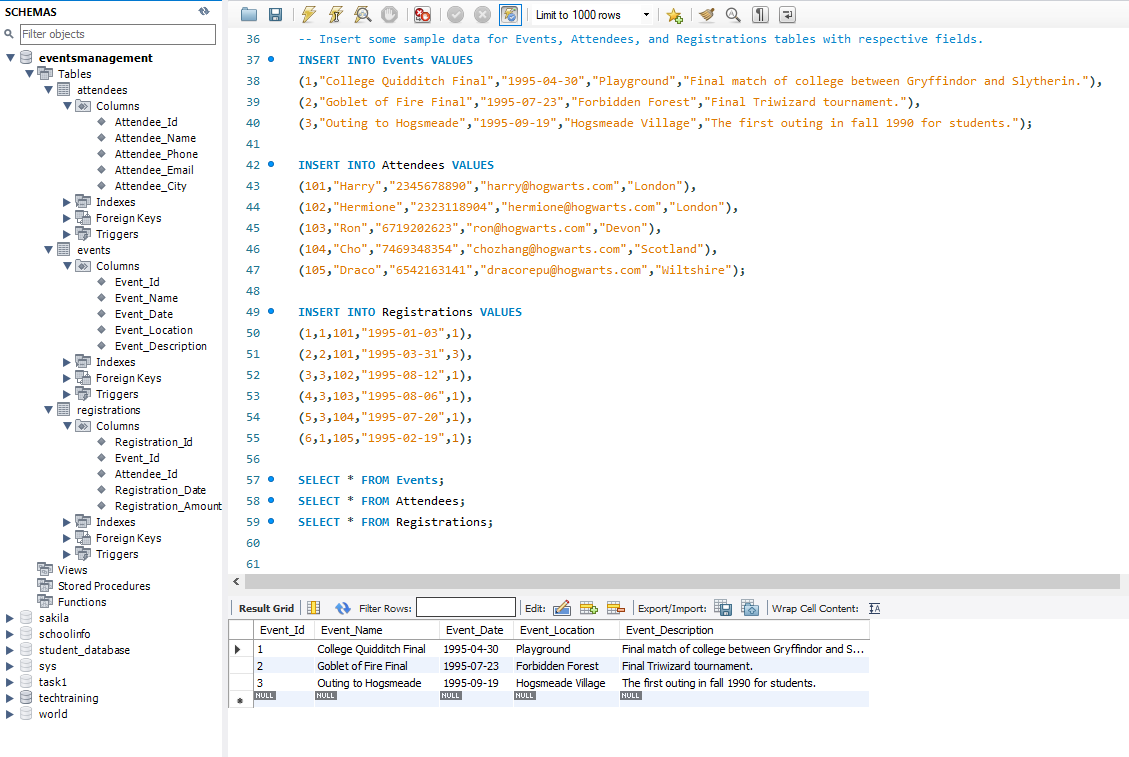 SCHEMAS
Filter objects
eventsmanagement
Tables
attendees
Columns
Attendee_Id
Attendee_Name
Attendee_Phone
Attendee_Email
Attendee_City
Indexes
Foreign Keys
Triggers
events
Columns
Event_Id
Event_Name
Event_Date
Event_Location
Event_Description
Indexes
Foreign Keys
Triggers
registrations
Columns
Registration_Id
Event_Id
Attendee_Id
Registration_Date
Registration_Amount
Indexes
Foreign Keys
Triggers
Views
Stored Procedures
Functions
sakila
schoolinfo
student_database
sys
task1
techtraining
world
Limit to 1000 rows
36 -- Insert some sample data for Events, Attendees, and Registrations tables with respective fields.
37 INSERT INTO Events VALUES
38 (1,"College Quidditch Final","1995-04-30","Playground","Final match of college between Gryffindor and Slytherin."),
39 (2,"Goblet of Fire Final","1995-07-23","Forbidden Forest","Final Triwizard tournament."),
40 (3,"Outing to Hogsmeade","1995-09-19","Hogsmeade Village","The first outing in fall 1990 for students.");
41
42 INSERT INTO Attendees VALUES
43 (101,"Harry","2345678890","harry@hogwarts.com","London"),
44 (102,"Hermione","2323118904","hermione@hogwarts.com","London"),
45 (103,"Ron","6719202623","ron@hogwarts.com","Devon"),
46 (104,"Cho","7469348354","chozhang@hogwarts.com","Scotland"),
47 (105,"Draco","6542163141","dracorepu@hogwarts.com","Wiltshire");
48
49 INSERT INTO Registrations VALUES
50 (1,1,101,"1995-01-03",1),
51 (2,2,101,"1995-03-31",3),
52 (3,3,102,"1995-08-12",1),
53 (4,3,103,"1995-08-06",1),
54 (5,3,104,"1995-07-20",1),
55 (6,1,105,"1995-02-19",1);
56
57 SELECT * FROM Events;
58 SELECT * FROM Attendees;
59 SELECT * FROM Registrations;
60
61
Result Grid Filter Rows: Edit: Export/Import: Wrap Cell Content:
Event_Id Event_Name Event_Date Event_Location Event_Description
1 College Quidditch Final 1995-04-30 Playground Final match of college between Gryffindor and S...
2 Goblet of Fire Final 1995-07-23 Forbidden Forest Final Triwizard tournament.
3 Outing to Hogsmeade 1995-09-19 Hogsmeade Village The first outing in fall 1990 for students.
NULL NULL NULL NULL NULL